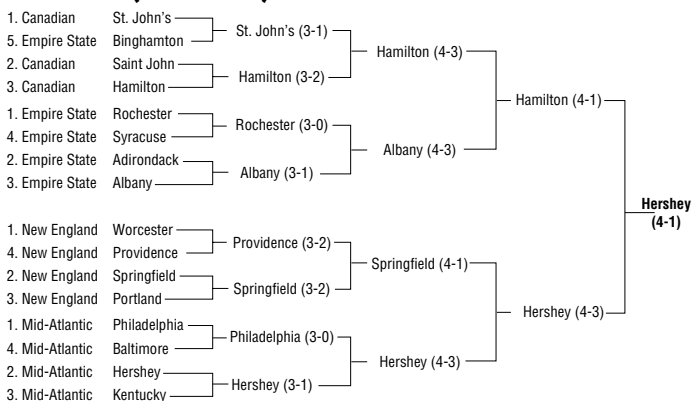 1. Canadian St. John's
5. Empire State Binghamton
St. John's (3-1)
2. Canadian Saint John
3. Canadian Hamilton
Hamilton (3-2)
Hamilton (4-3)
1. Empire State Rochester
4. Empire State Syracuse
Rochester (3-0)
2. Empire State Adirondack
3. Empire State Albany
Albany (3-1)
Albany (4-3)
Hamilton (4-1)
1. New England Worcester
4. New England Providence
Providence (3-2)
2. New England Springfield
3. New England Portland
Springfield (3-2)
Springfield (4-1)
1. Mid-Atlantic Philadelphia
4. Mid-Atlantic Baltimore
Philadelphia (3-0)
2. Mid-Atlantic Hershey
3. Mid-Atlantic Kentucky
Hershey (3-1)
Hershey (4-3)
Hershey (4-3)
Hershey
(4-1)